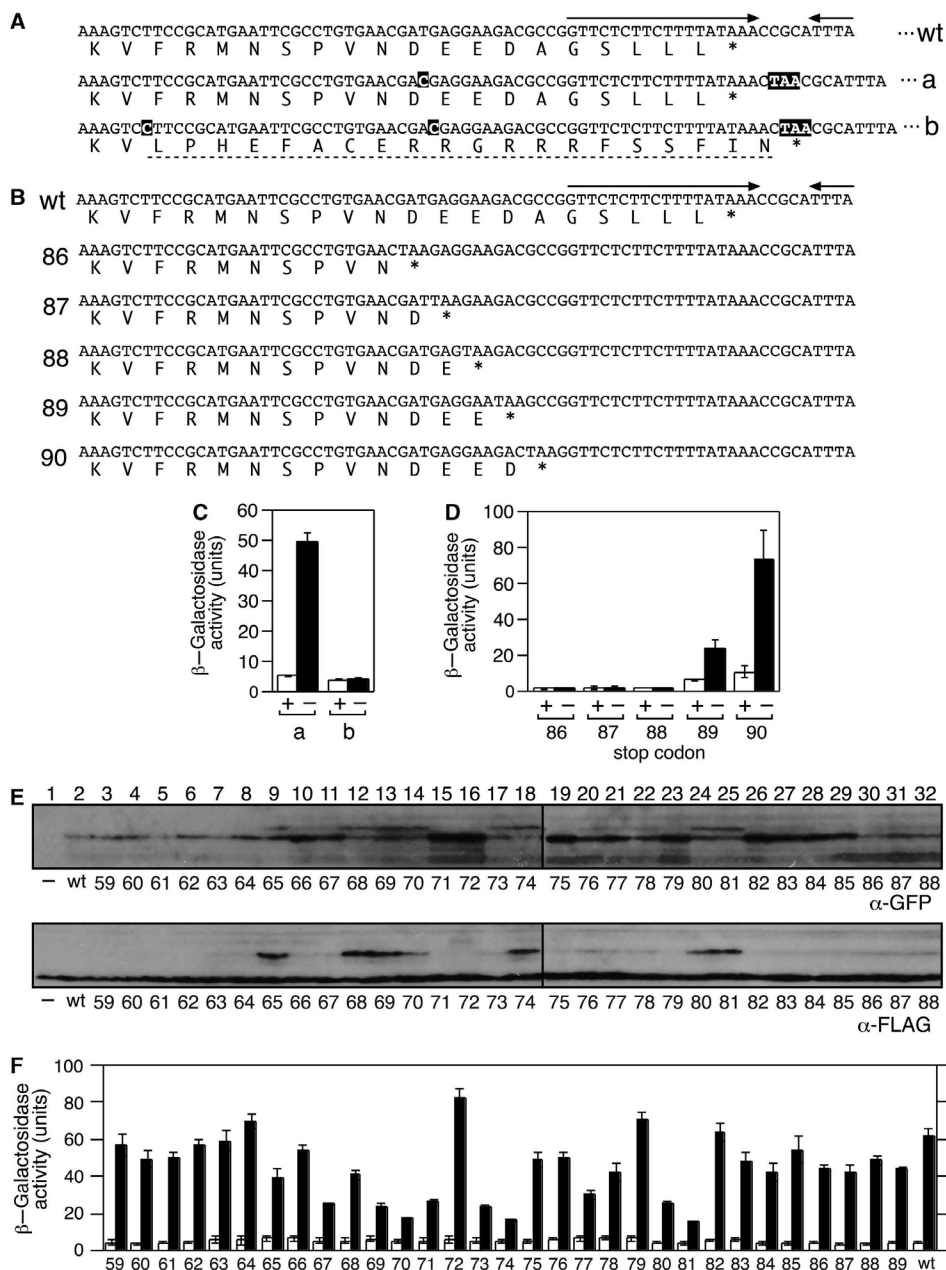 A
AAAGTCTTCCGCATGAATTCGCCTGTGAACGATGAGGAAGACGCCGGTTCTCTTCTTTTATAAACCGCATTTA ···wt
K V F R M N S P V N D E E D A G S L L L *
AAAGTCTTCCGCATGAATTCGCCTGTGAACGACGAGGAAGACGCCGGTTCTCTTCTTTTATAAACTAACGCATTTA ···a
K V F R M N S P V N D E E D A G S L L L *
AAAGTCCTTCCGCATGAATTCGCCTGTGAACGACGAGGAAGACGCCGGTTCTCTTCTTTTATAAACTAACGCATTTA ···b
K V L P H E F A C E R R G R R R F S S F I N *
B
wt AAAGTCTTCCGCATGAATTCGCCTGTGAACGATGAGGAAGACGCCGGTTCTCTTCTTTTATAAACCGCATTTA
K V F R M N S P V N D E E D A G S L L L *
86 AAAGTCTTCCGCATGAATTCGCCTGTGAACTAAGAGGAAGACGCCGGTTCTCTTCTTTTATAAACCGCATTTA
K V F R M N S P V N *
87 AAAGTCTTCCGCATGAATTCGCCTGTGAACGATTAAGAAGACGCCGGTTCTCTTCTTTTATAAACCGCATTTA
K V F R M N S P V N D *
88 AAAGTCTTCCGCATGAATTCGCCTGTGAACGATGAGTAAGACGCCGGTTCTCTTCTTTTATAAACCGCATTTA
K V F R M N S P V N D E *
89 AAAGTCTTCCGCATGAATTCGCCTGTGAACGATGAGGAATAAGCCGGTTCTCTTCTTTTATAAACCGCATTTA
K V F R M N S P V N D E E *
90 AAAGTCTTCCGCATGAATTCGCCTGTGAACGATGAGGAAGACTAAGGTTCTCTTCTTTTATAAACCGCATTTA
K V F R M N S P V N D E E D *
C
β−Galactosidase
activity (units)
60
50
40
30
20
10
0
+ − + −
a b
D
β−Galactosidase
activity (units)
100
80
60
40
20
0
+ − + − + − + − + −
86 87 88 89 90
stop codon
E
1 2 3 4 5 6 7 8 9 10 11 12 13 14 15 16 17 18 19 20 21 22 23 24 25 26 27 28 29 30 31 32
− wt 59 60 61 62 63 64 65 66 67 68 69 70 71 72 73 74 75 76 77 78 79 80 81 82 83 84 85 86 87 88
α-GFP
− wt 59 60 61 62 63 64 65 66 67 68 69 70 71 72 73 74 75 76 77 78 79 80 81 82 83 84 85 86 87 88
α-FLAG
F
β−Galactosidase
activity (units)
100
80
60
40
20
0
59 60 61 62 63 64 65 66 67 68 69 70 71 72 73 74 75 76 77 78 79 80 81 82 83 84 85 86 87 88 89 wt